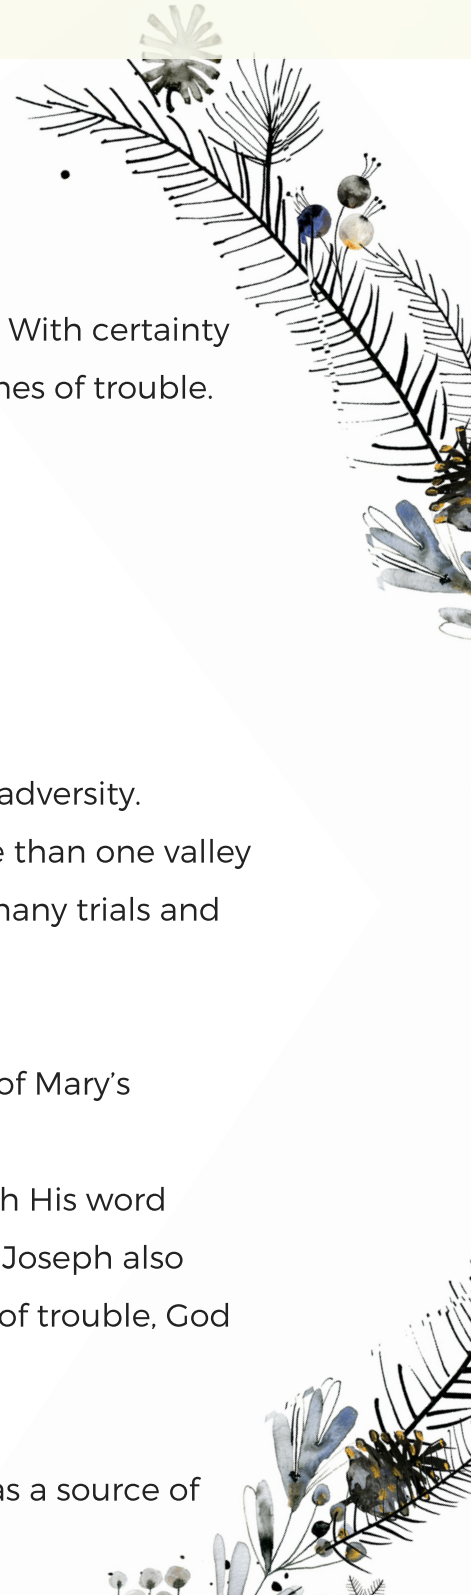 With certainty
nes of trouble.
adversity.
e than one valley
nany trials and
of Mary's
h His word
Joseph also
of trouble, God
as a source of